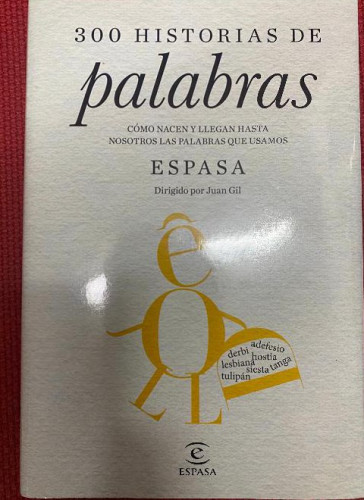 300 HISTORIAS DE
palabras
CÓMO NACEN Y LLEGAN HASTA
NOSOTROS LAS PALABRAS QUE USAMOS
ESPASA
Dirigido por Juan Gil
derbi adefesio
lesbiana hostía
tulipán siesta tanga
e
ESPASA